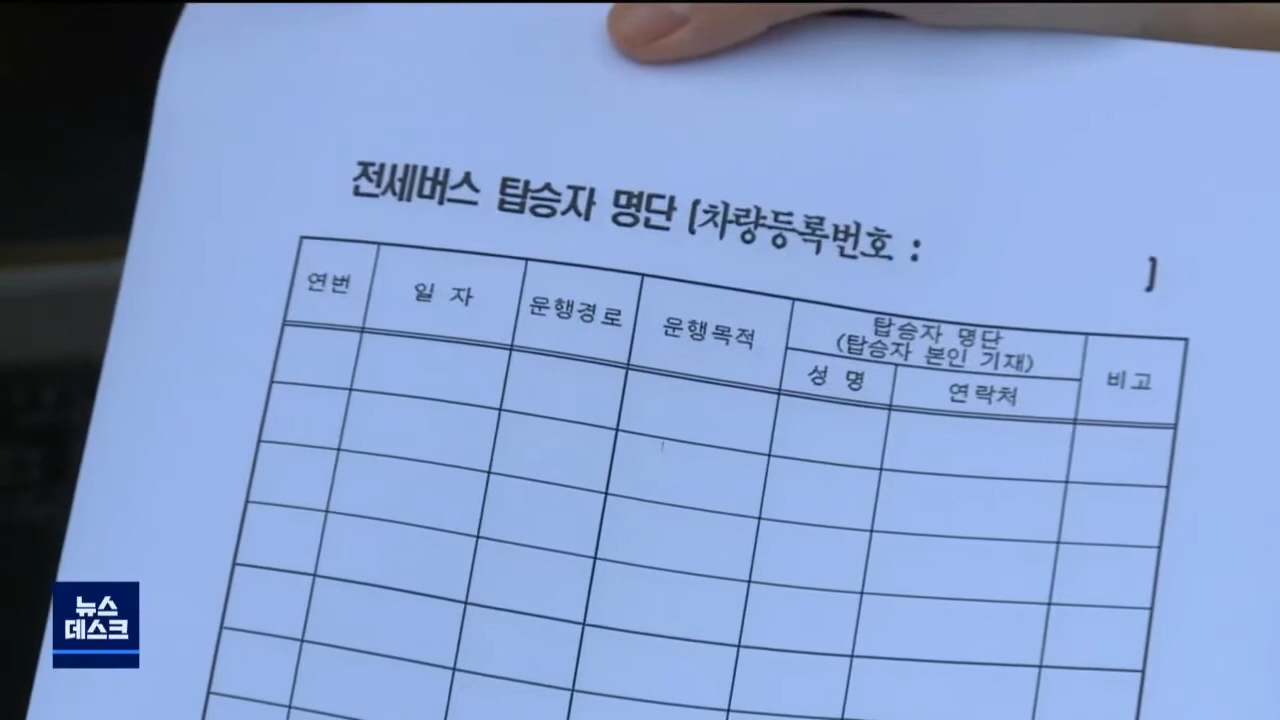 전세버스 탑승자 명단 (차량등록번호 : )
연번 일 자 운행경로 운행목적 탑승자 명단 비고
(탑승자 본인 기재)
성 명 연락처
뉴스
데스크